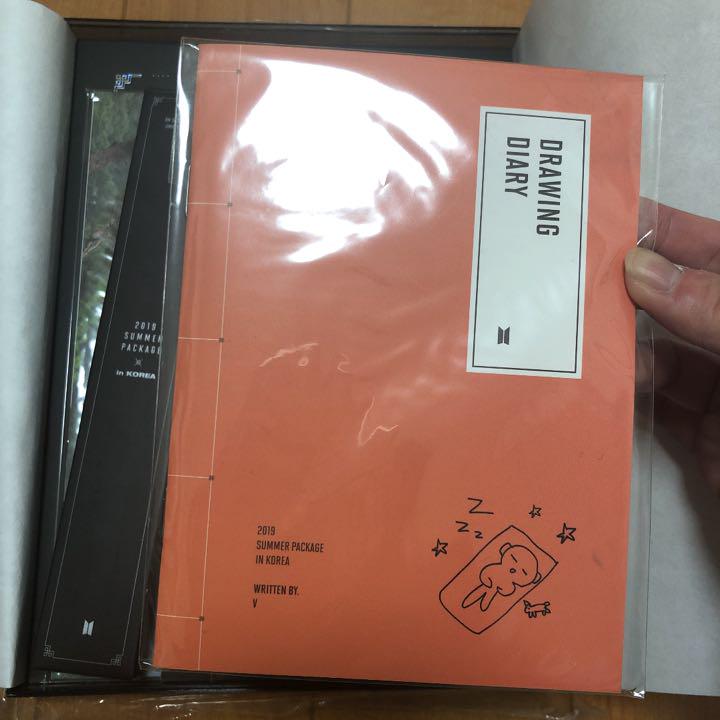 DRAWING
DIARY
2019
SUMMER PACKAGE
IN KOREA
WRITTEN BY.
V
Z
Z
Z
2019
SUMMER
PACKAGE
in KOREA